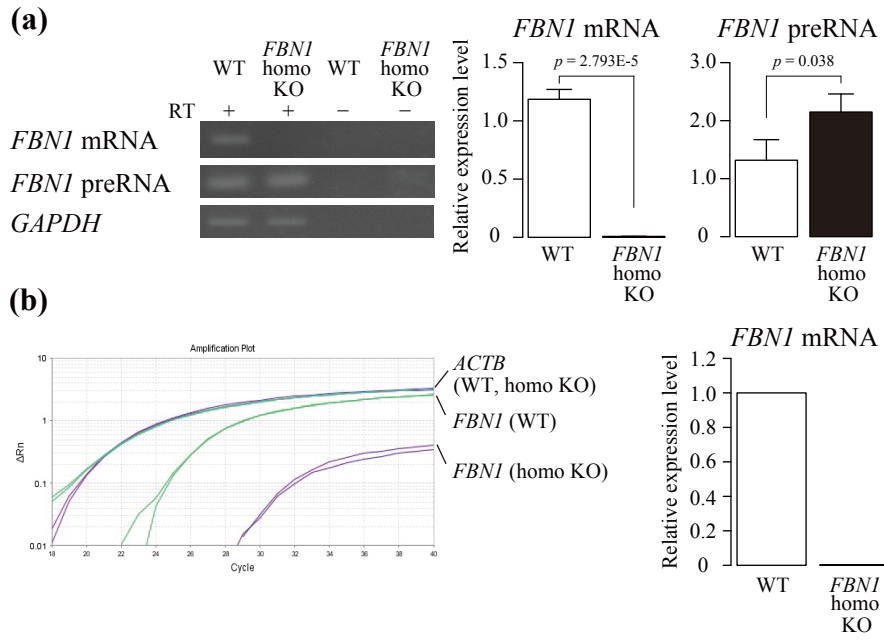 (a)
WT
FBN1
homo
KO
WT
FBN1
homo
KO
RT + + − −
FBN1 mRNA
FBN1 preRNA
GAPDH
FBN1 mRNA
Relative expression level
p = 2.793E-5
1.5
1.0
0.5
0
WT
FBN1
homo
KO
FBN1 preRNA
p = 0.038
3.0
2.0
1.0
0
WT
FBN1
homo
KO
(b)
Amplification Plot
ΔRn
10
1
0.1
0.01
18 20 22 24 26 28 30 32 34 36 38 40
Cycle
ACTB
(WT, homo KO)
FBN1 (WT)
FBN1 (homo KO)
FBN1 mRNA
Relative expression level
1.2
1.0
0.8
0.6
0.4
0.2
0
WT
FBN1
homo
KO